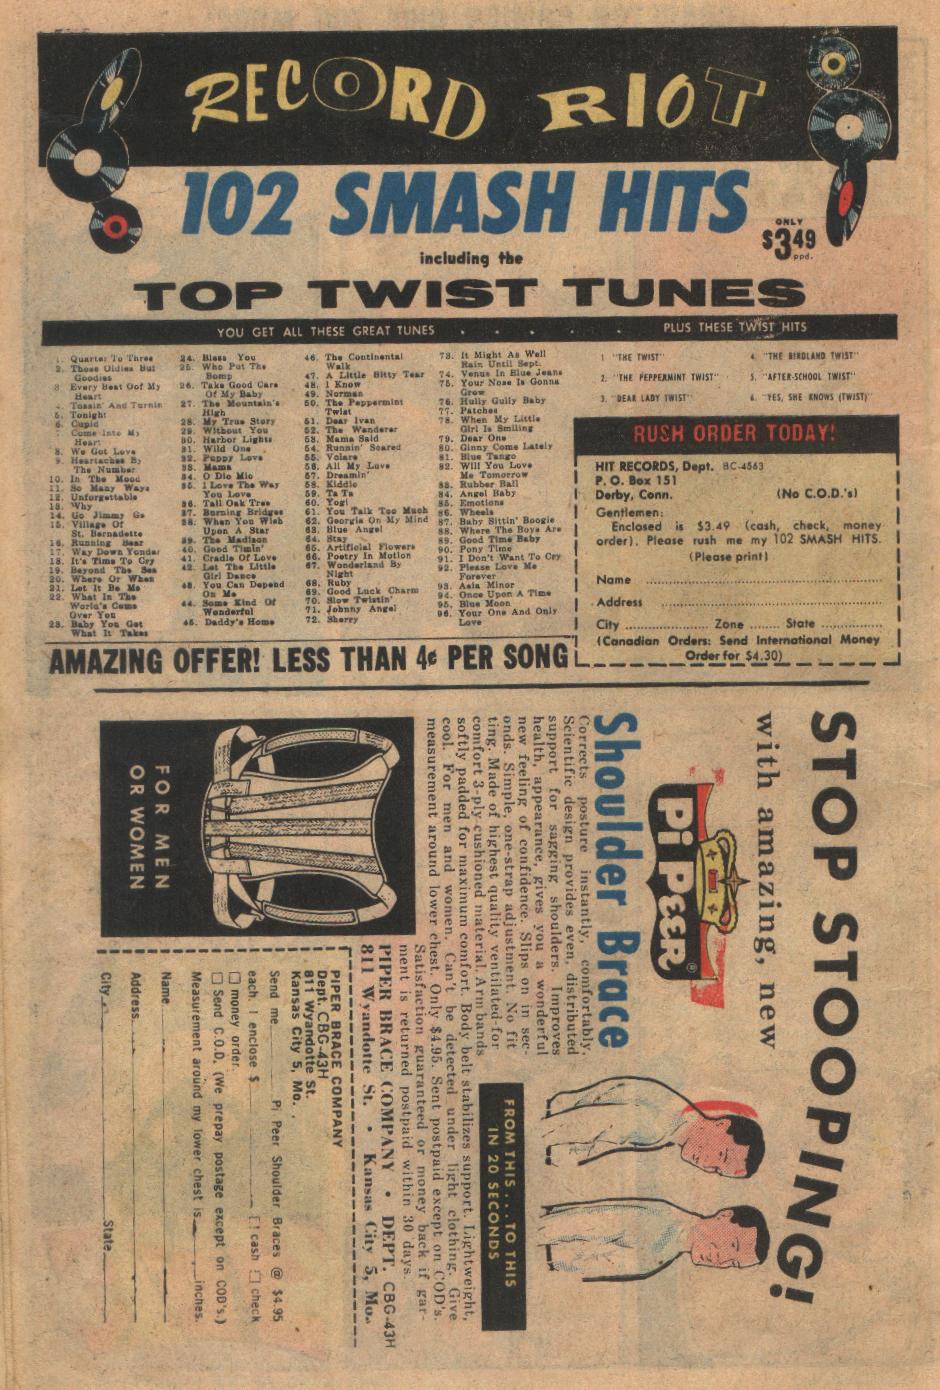 RECORD RIOT
102 SMASH HITS
ONLY
$3.49
ppd.
including the
TOP TWIST TUNES
YOU GET ALL THESE GREAT TUNES . . . . . PLUS THESE TWIST HITS
1. Quarter To Three
2. Those Oldies But
Goodies
3. Every Beat Oof My
Heart
4. Tossin' And Turnin
5. Tonight
6. Cupid
7. Come Into My
Heart
8. We Got Love
9. Heartaches By
The Number
10. In The Mood
11. So Many Ways
12. Unforgettable
13. Why
14. Go Jimmy Go
15. Village Of
St. Bernadette
16. Running Bear
17. Way Down Yonder
18. It's Time To Cry
19. Beyond The Sea
20. Where Or When
21. Let It Be Me
22. What In The
World's Come
Over You
23. Baby You Got
What It Takes
24. Bless You
25. Who Put The
Bomp
26. Take Good Care
Of My Baby
27. The Mountain's
High
28. My True Story
29. Without You
30. Harbor Lights
31. Wild One
32. Puppy Love
33. Mama
34. O Dio Mio
35. I Love The Way
You Love
36. Tall Oak Tree
37. Burning Bridges
38. When You Wish
Upon A Star
39. The Madison
40. Good Timin'
41. Cradle Of Love
42. Let The Little
Girl Dance
43. You Can Depend
On Me
44. Some Kind Of
Wonderful
45. Daddy's Home
46. The Continental
Walk
47. A Little Bitty Tear
48. I Know
49. Norman
50. The Peppermint
Twist
51. Dear Ivan
52. The Wanderer
53. Mama Said
54. Runnin' Scared
55. Volare
56. All My Love
57. Dreamin'
58. Kiddio
59. Ta Ta
60. Yogi
61. You Talk Too Much
62. Georgia On My Mind
63. Blue Angel
64. Stay
65. Artificial Flowers
66. Poetry In Motion
67. Wonderland By
Night
68. Ruby
69. Good Luck Charm
70. Slow Twistin'
71. Johnny Angel
72. Sherry
73. It Might As Well
Rain Until Sept.
74. Venus In Blue Jeans
75. Your Nose Is Gonna
Grow
76. Hully Gully Baby
77. Patches
78. When My Little
Girl Is Smiling
79. Dear One
80. Ginny Come Lately
81. Blue Tango
82. Will You Love
Me Tomorrow
83. Rubber Ball
84. Angel Baby
85. Emotions
86. Wheels
87. Baby Sittin' Boogie
88. Where The Boys Are
89. Good Time Baby
90. Pony Time
91. I Don't Want To Cry
92. Please Love Me
Forever
93. Asia Minor
94. Once Upon A Time
95. Blue Moon
96. Your One And Only
Love
1. "THE TWIST"
2. "THE PEPPERMINT TWIST"
3. "DEAR LADY TWIST"
4. "THE BIRDLAND TWIST"
5. "AFTER-SCHOOL TWIST"
6. "YES, SHE KNOWS (TWIST)"
RUSH ORDER TODAY!
HIT RECORDS, Dept. BC-4563
P. O. Box 151
Derby, Conn. (No C.O.D.'s)
Gentlemen:
Enclosed is $3.49 (cash, check, money
order). Please rush me my 102 SMASH HITS.
(Please print)
Name
Address
City Zone State
(Canadian Orders: Send International Money
Order for $4.30)
AMAZING OFFER! LESS THAN 4¢ PER SONG
STOP STOOPING!
with amazing, new
Pi PEER®
Shoulder Brace
Corrects posture instantly, comfortably.
Scientific design provides even, distributed
support for sagging shoulders. Improves
health, appearance, gives you a wonderful
new feeling of confidence. Slips on in sec-
onds. Simple, one-strap adjustment. No fit
ting. Made of highest quality ventilated-for
comfort 3-ply cushioned material. Arm bands
softly padded for maximum comfort. Body belt stabilizes support. Lightweight,
cool. For men and women. Can't be detected under light clothing. Give
measurement around lower chest. Only $4.95. Sent postpaid except on COD's.
Satisfaction guaranteed or money back if gar-
ment is returned postpaid within 30 days.
PIPER BRACE COMPANY • DEPT. CBG-43H
811 Wyandotte St. • Kansas City 5, Mo.
FROM THIS . . . TO THIS
IN 20 SECONDS
FOR MEN
OR WOMEN
PIPER BRACE COMPANY
Dept. CBG-43H
811 Wyandotte St.
Kansas City 5, Mo.
Send me Pi Peer Shoulder Braces @ $4.95
each. I enclose $ cash check
money order.
Send C.O.D. (We prepay postage except on COD's.)
Measurement around my lower chest is inches.
Name
Address
City State